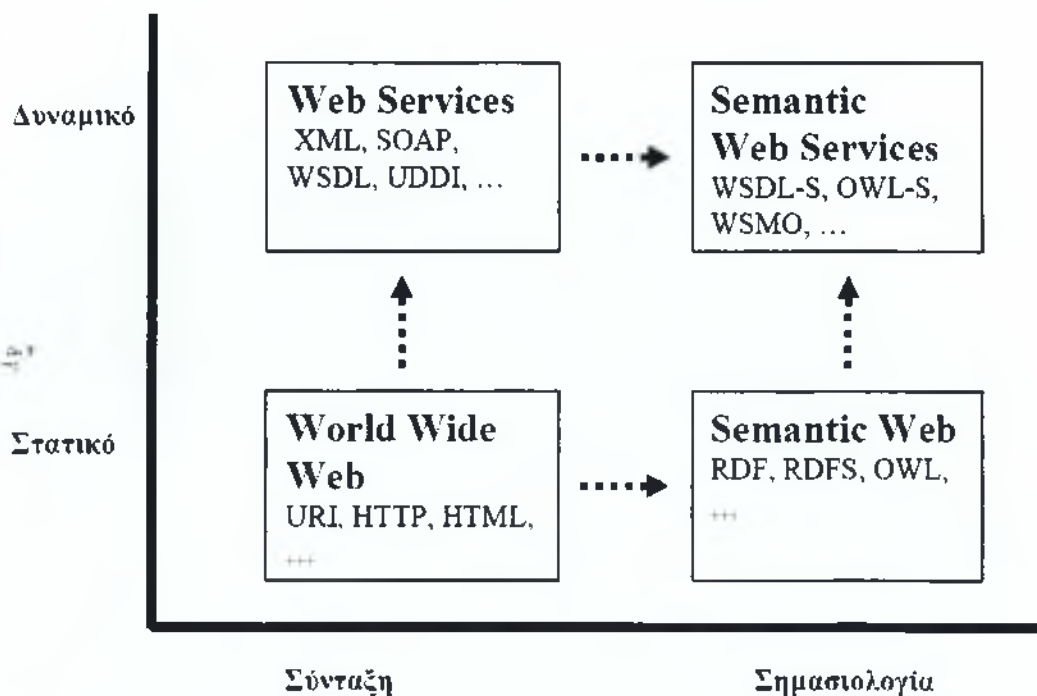 Δυναμικό
Web Services
XML, SOAP,
WSDL, UDDI, ...
Semantic
Web Services
WSDL-S, OWL-S,
WSMO, ...
Στατικό
World Wide
Web
URI, HTTP, HTML,
Semantic Web
RDF, RDFS, OWL,
Σύνταξη
Σημασιολογία